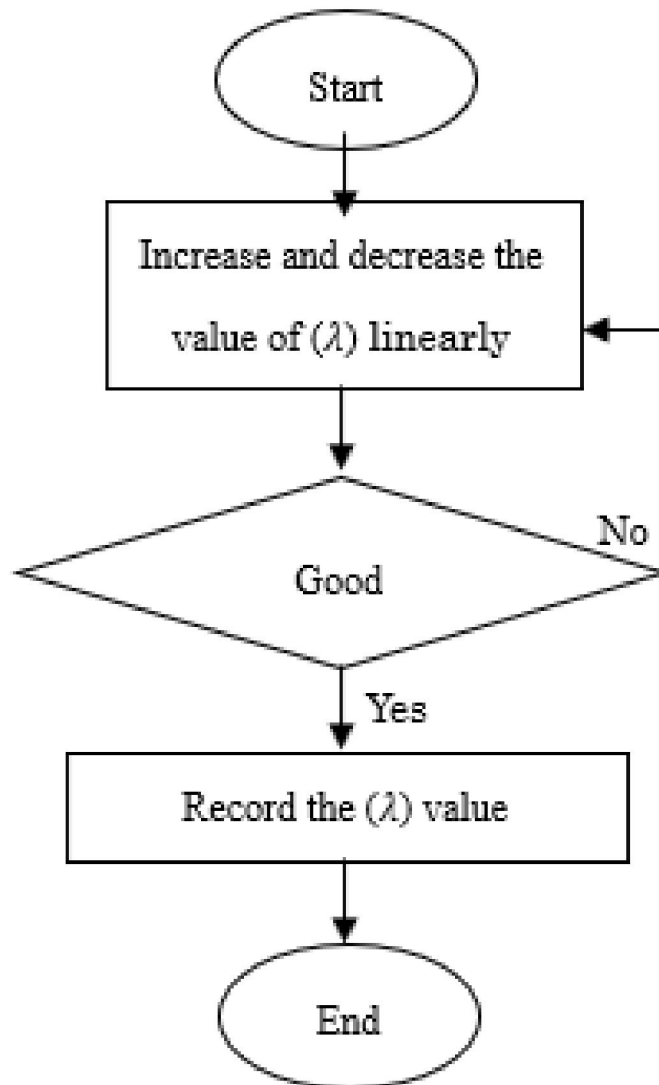 Start
Increase and decrease the
value of (λ) linearly
No
Good
Yes
Record the (λ) value
End